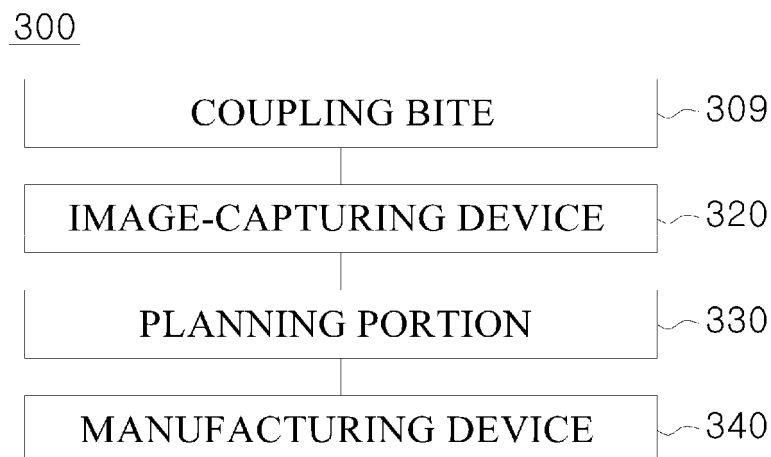 300
COUPLING BITE 309
IMAGE-CAPTURING DEVICE 320
PLANNING PORTION 330
MANUFACTURING DEVICE 340